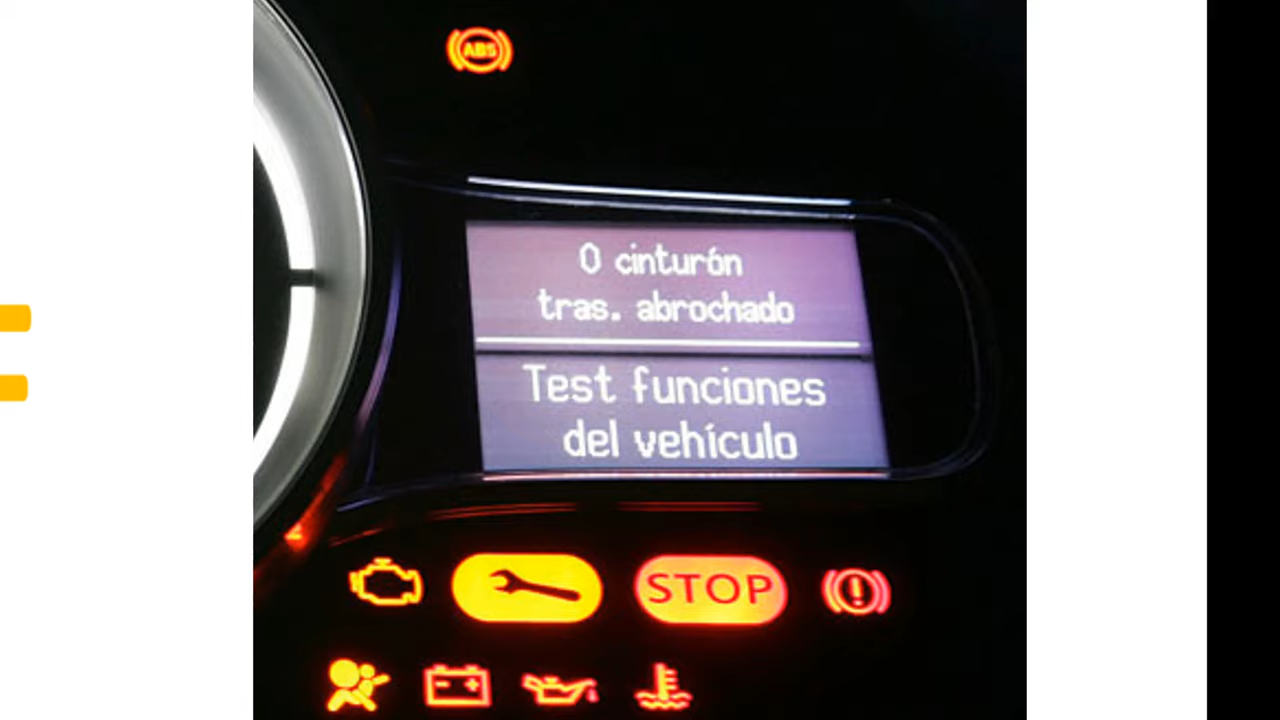 ABS
0 cinturón
tras. abrochado
Test funciones
del vehículo
STOP